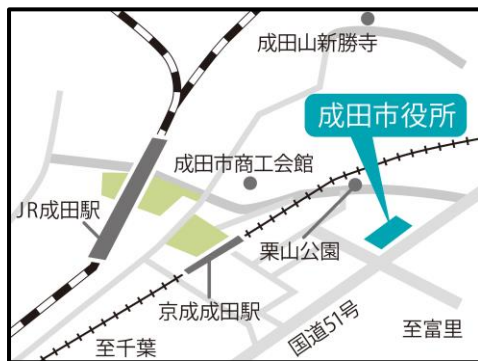 成田山新勝寺
成田市役所
成田市商工会館
JR成田駅
栗山公園
京成成田駅
国道51号
至富里
至千葉